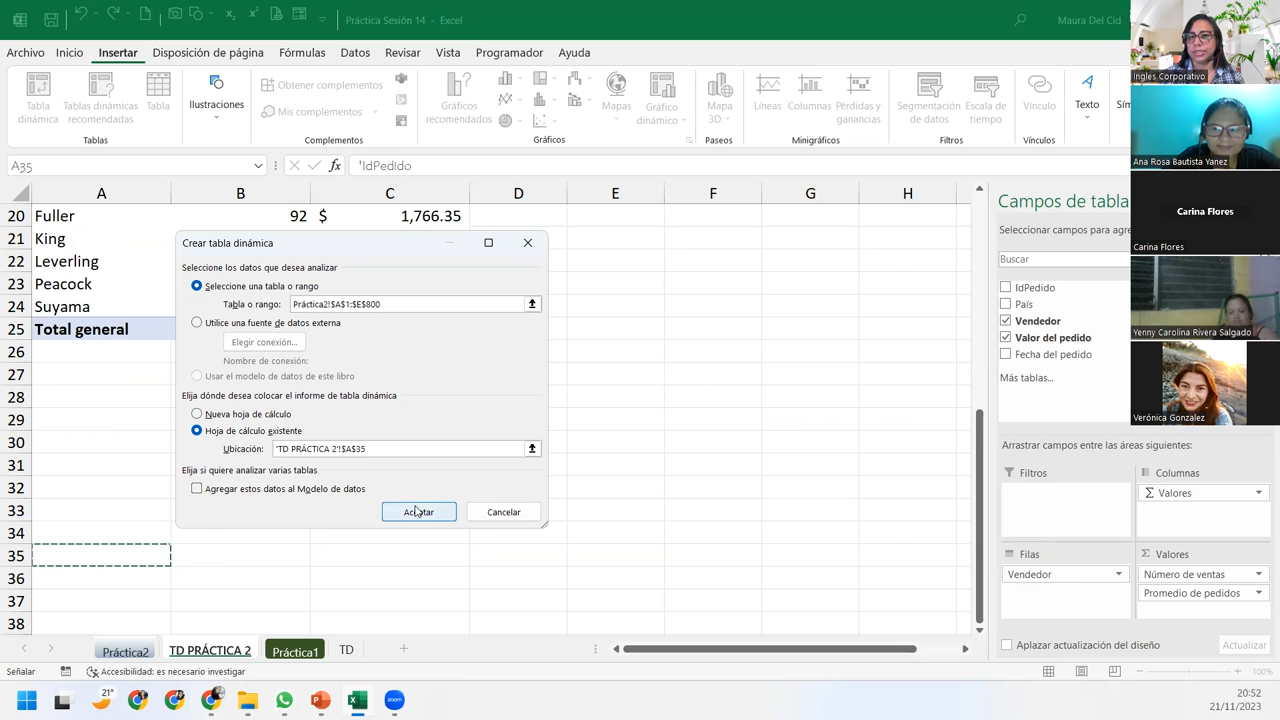 Práctica Sesión 14 - Excel
Maura Del Cid
Archivo Inicio Insertar Disposición de página Fórmulas Datos Revisar Vista Programador Ayuda
Tabla dinámica
Tablas dinámicas recomendadas
Tabla
Ilustraciones
Obtener complementos
Mis complementos
Gráficos recomendados
Mapas
Gráfico dinámico
Mapa 3D
Líneas
Columnas
Pérdidas y ganancias
Segmentación de datos
Escala de tiempo
Vínculo
Texto
Tablas Complementos Gráficos Paseos Minigráficos Filtros Vínculos
A35 fx 'IdPedido
A B C D E F G H
20 Fuller 92 $ 1,766.35
21 King
22 Leverling
23 Peacock
24 Suyama
25 Total general
26
27
28
29
30
31
32
33
34
35
36
37
38
Crear tabla dinámica
Seleccione los datos que desea analizar
Seleccione una tabla o rango
Tabla o rango: Práctica2!$A$1:$E$800
Utilice una fuente de datos externa
Elegir conexión...
Nombre de conexión:
Usar el modelo de datos de este libro
Elija dónde desea colocar el informe de tabla dinámica
Nueva hoja de cálculo
Hoja de cálculo existente
Ubicación: 'TD PRÁCTICA 2'!$A$35
Elija si quiere analizar varias tablas
Agregar estos datos al Modelo de datos
Aceptar Cancelar
Campos de tabla
Seleccionar campos para agre
Buscar
IdPedido
País
Vendedor
Valor del pedido
Fecha del pedido
Más tablas...
Arrastrar campos entre las áreas siguientes:
Filtros
Columnas
Valores
Filas
Vendedor
Valores
Número de ventas
Promedio de pedidos
Aplazar actualización del diseño Actualizar
Ingles Corporativo
Ana Rosa Bautista Yanez
Carina Flores
Carina Flores
Yenny Carolina Rivera Salgado
Verónica Gonzalez
Práctica2 TD PRÁCTICA 2 Práctica1 TD
Señalar Accesibilidad: es necesario investigar
21°
zoom
20:52
21/11/2023